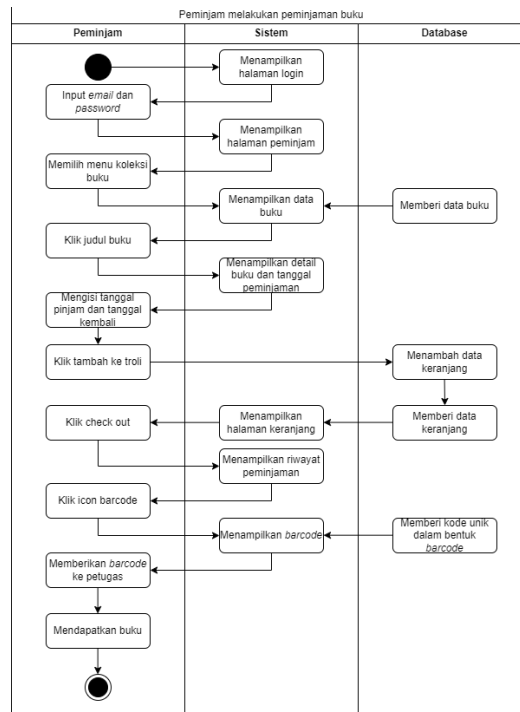 Peminjam melakukan peminjaman buku
Peminjam
Sistem
Database
Menampilkan
halaman login
Input email dan
password
Menampilkan
halaman peminjam
Memilih menu koleksi
buku
Menampilkan data
buku
Memberi data buku
Klik judul buku
Menampilkan detail
buku dan tanggal
peminjaman
Mengisi tanggal
pinjam dan tanggal
kembali
Klik tambah ke troli
Menambah data
keranjang
Klik check out
Menampilkan
halaman keranjang
Memberi data
keranjang
Menampilkan riwayat
peminjaman
Klik icon barcode
Menampilkan barcode
Memberi kode unik
dalam bentuk
barcode
Memberikan barcode
ke petugas
Mendapatkan buku